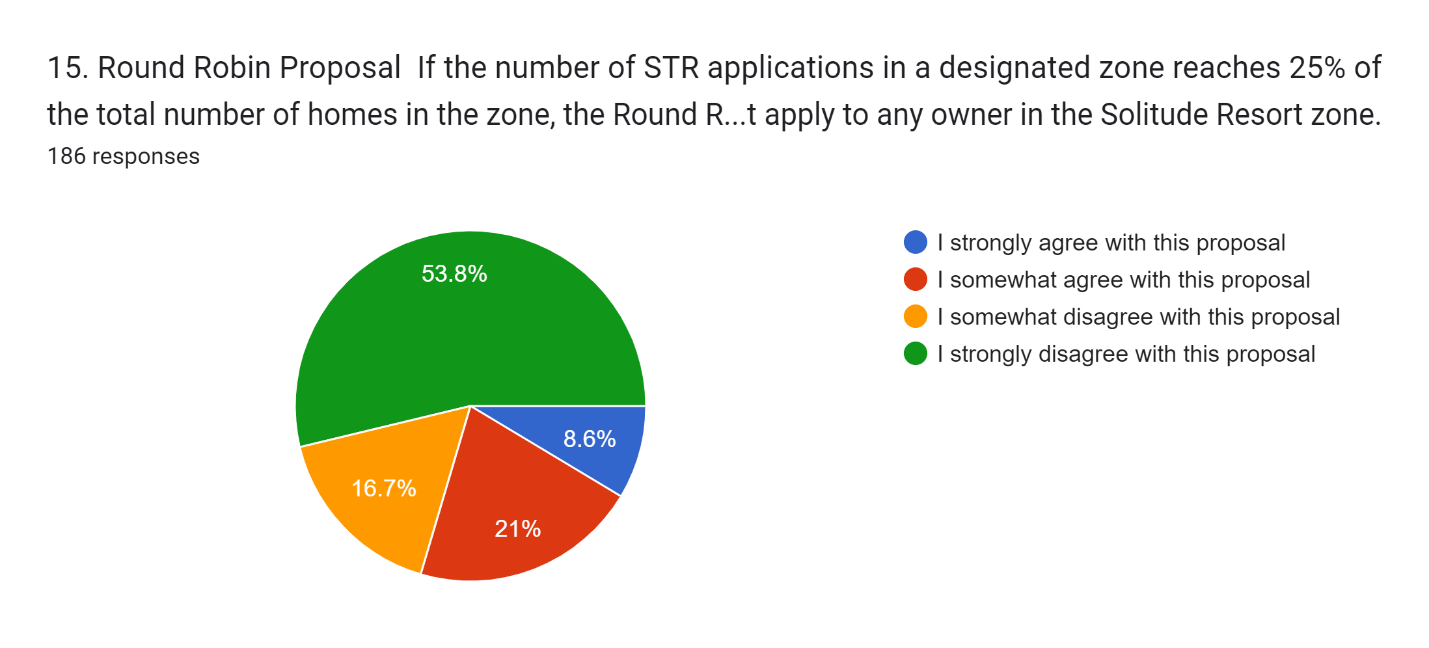 15. Round Robin Proposal  If the number of STR applications in a designated zone reaches 25% of
the total number of homes in the zone, the Round R...t apply to any owner in the Solitude Resort zone.
186 responses
I strongly agree with this proposal
I somewhat agree with this proposal
I somewhat disagree with this proposal
I strongly disagree with this proposal
53.8%
8.6%
16.7%
21%